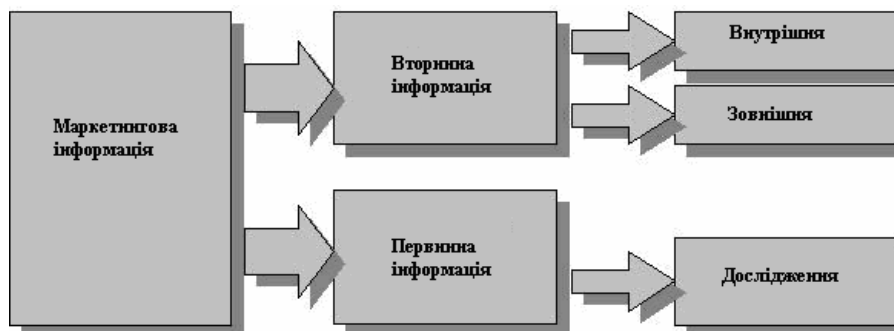 Маркетингова
інформація
Вторинна
інформація
Внутрішня
Зовнішня
Первинна
інформація
Дослідження